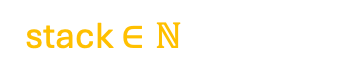 stack ∈ ℕ